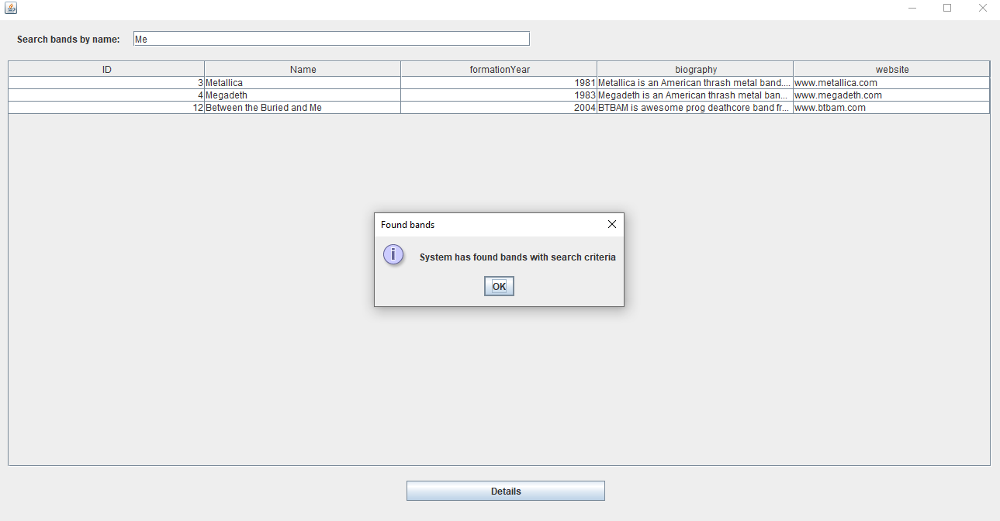 Search bands by name: Me
ID Name formationYear biography website
3 Metallica 1981 Metallica is an American thrash metal band.... www.metallica.com
4 Megadeth 1983 Megadeth is an American thrash metal ban... www.megadeth.com
12 Between the Buried and Me 2004 BTBAM is awesome prog deathcore band fr... www.btbam.com
Found bands
i
System has found bands with search criteria
OK
Details